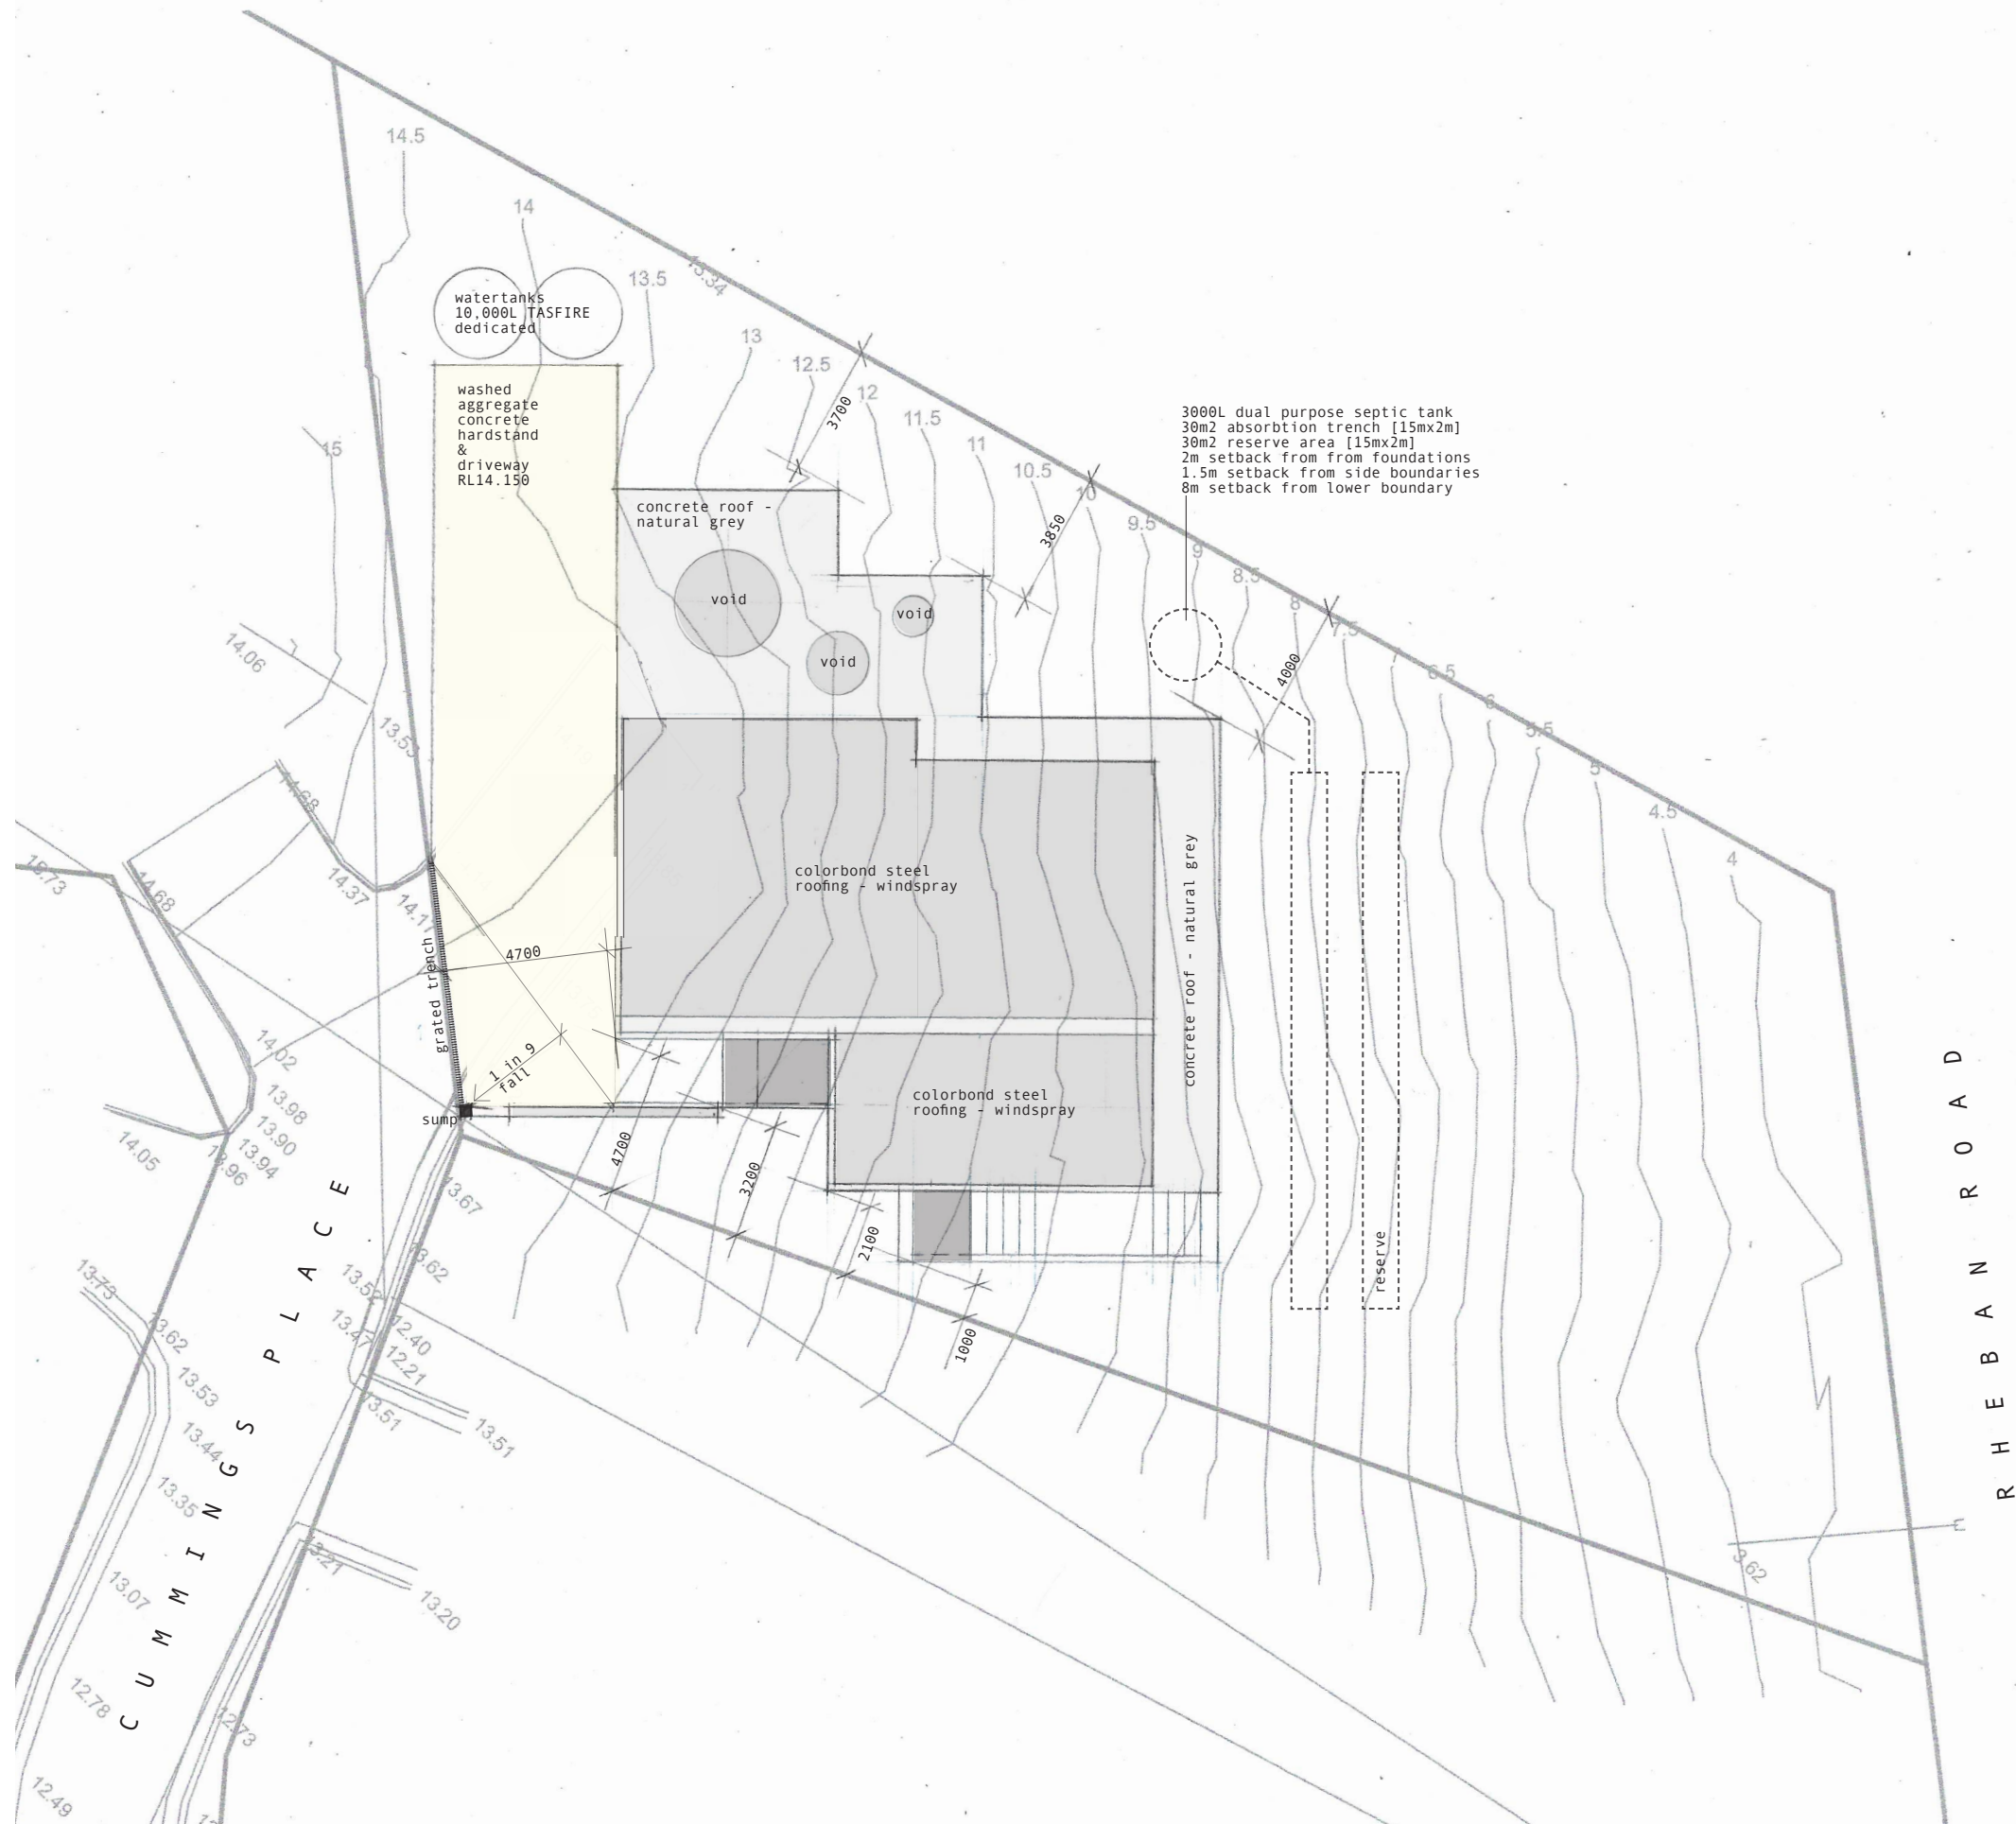 14.5
14
13.5
13.34
13
12.5
12
11.5
11
10.5
10
9.5
9
8.5
8
7.5
7
6.5
6
5.5
5
4.5
4
watertanks
10,000L TASFIRE
dedicated
washed
aggregate
concrete
hardstand
&
driveway
RL14.150
3700
3850
4000
3000L dual purpose septic tank
30m2 absorbtion trench [15mx2m]
30m2 reserve area [15mx2m]
2m setback from from foundations
1.5m setback from side boundaries
8m setback from lower boundary
concrete roof -
natural grey
void
void
void
15
14.06
13.53
14.68
14.37
14.68
14.11
colorbond steel
roofing - windspray
concrete roof - natural grey
grated trench
4700
1 in 9
fall
sump
colorbond steel
roofing - windspray
4700
3200
2100
1000
reserve
14.02
13.98
13.90
13.94
13.96
14.05
13.67
13.62
13.52
13.47
12.40
12.21
13.51
13.51
13.73
13.62
13.53
13.44
13.35
13.21
13.20
13.07
12.78
12.73
12.49
3.62
CUMMINGS PLACE
RHEBAN ROAD